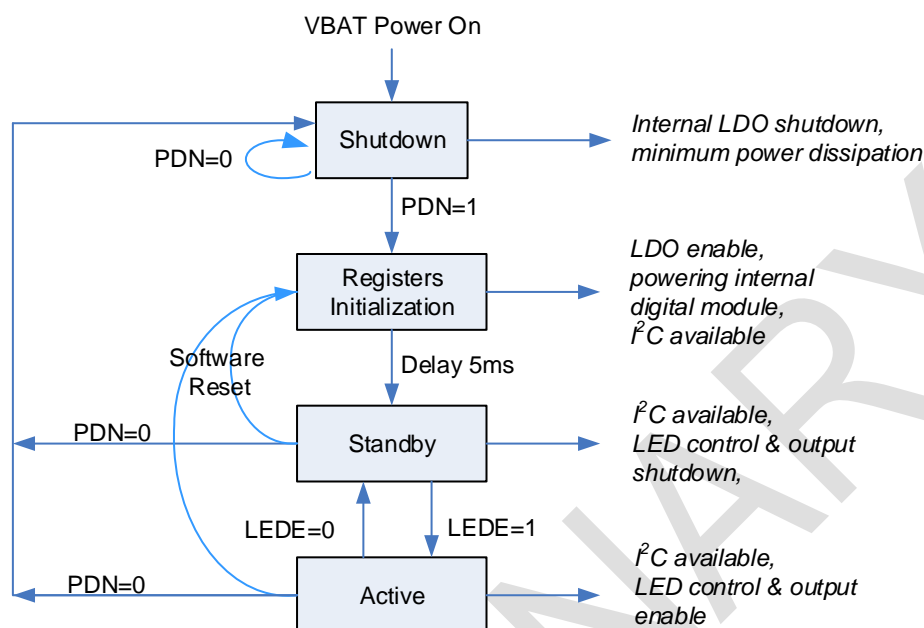 VBAT Power On
Shutdown
PDN=0
Internal LDO shutdown,
minimum power dissipation
PDN=1
Registers
Initialization
LDO enable,
powering internal
digital module,
I²C available
Software
Reset
Delay 5ms
PDN=0
Standby
I²C available,
LED control & output
shutdown,
LEDE=0
LEDE=1
PDN=0
Active
I²C available,
LED control & output
enable
NARY